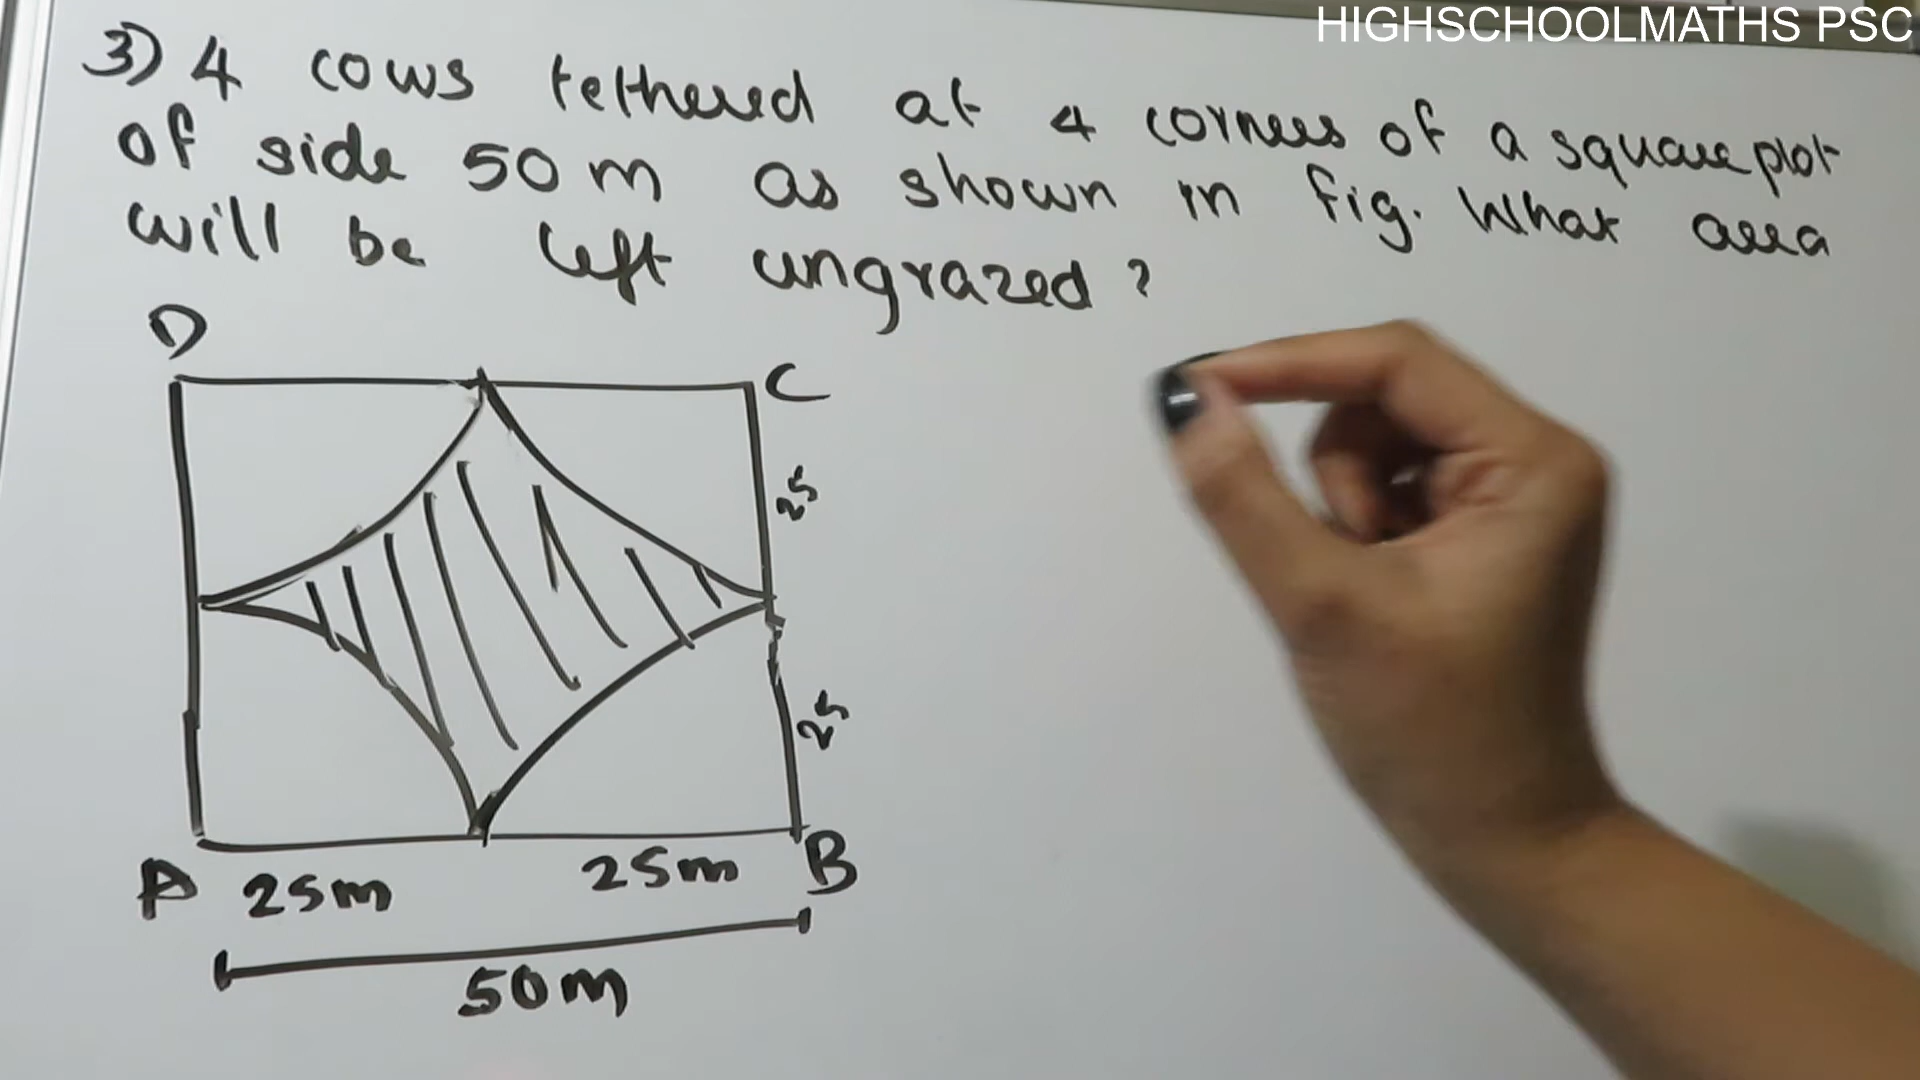 HIGHSCHOOLMATHS PSC
3) 4 cows tethered at 4 corners of a square plot
of side 50 m as shown in fig. What area
will be left ungrazed?
D
C
25
25
A 25m 25m B
50m